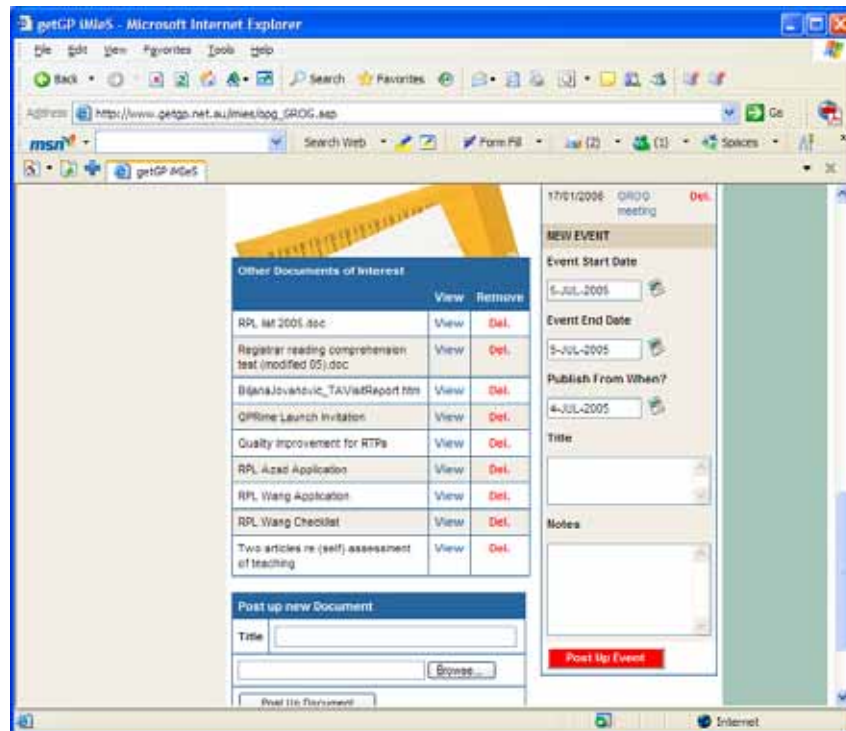 getGP iMieS - Microsoft Internet Explorer
File Edit View Favorites Tools Help
Back Search Favorites
Address http://www.getgp.net.au/imies/bpg_GROG.asp Go
msn Search Web Form Fill (2) (1) Spaces
getGP iMieS
17/01/2006 GROG Del.
meeting
NEW EVENT
Event Start Date
5-JUL-2005
Event End Date
5-JUL-2005
Publish From When?
4-JUL-2005
Title
Notes
Post Up Event
Other Documents of Interest
View Remove
RPL list 2005.doc View Del.
Registrar reading comprehension View Del.
test (modified 05).doc
BiljanaJovanovic_TAVisitReport.htm View Del.
GPRime Launch Invitation View Del.
Quality Improvement for RTPs View Del.
RPL Azad Application View Del.
RPL Wang Application View Del.
RPL Wang Checklist View Del.
Two articles re (self) assessment View Del.
of teaching
Post up new Document
Title
Browse...
Post Up Document
Internet